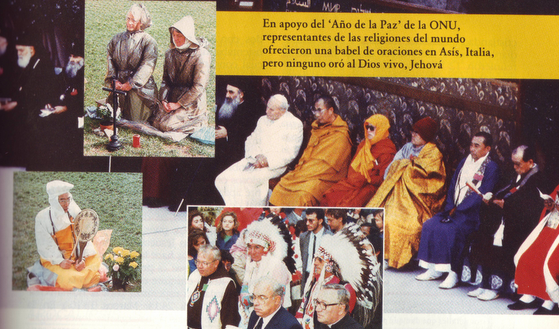 МИР
En apoyo del ‘Año de la Paz’ de la ONU,
representantes de las religiones del mundo
ofrecieron una babel de oraciones en Asís, Italia,
pero ninguno oró al Dios vivo, Jehová